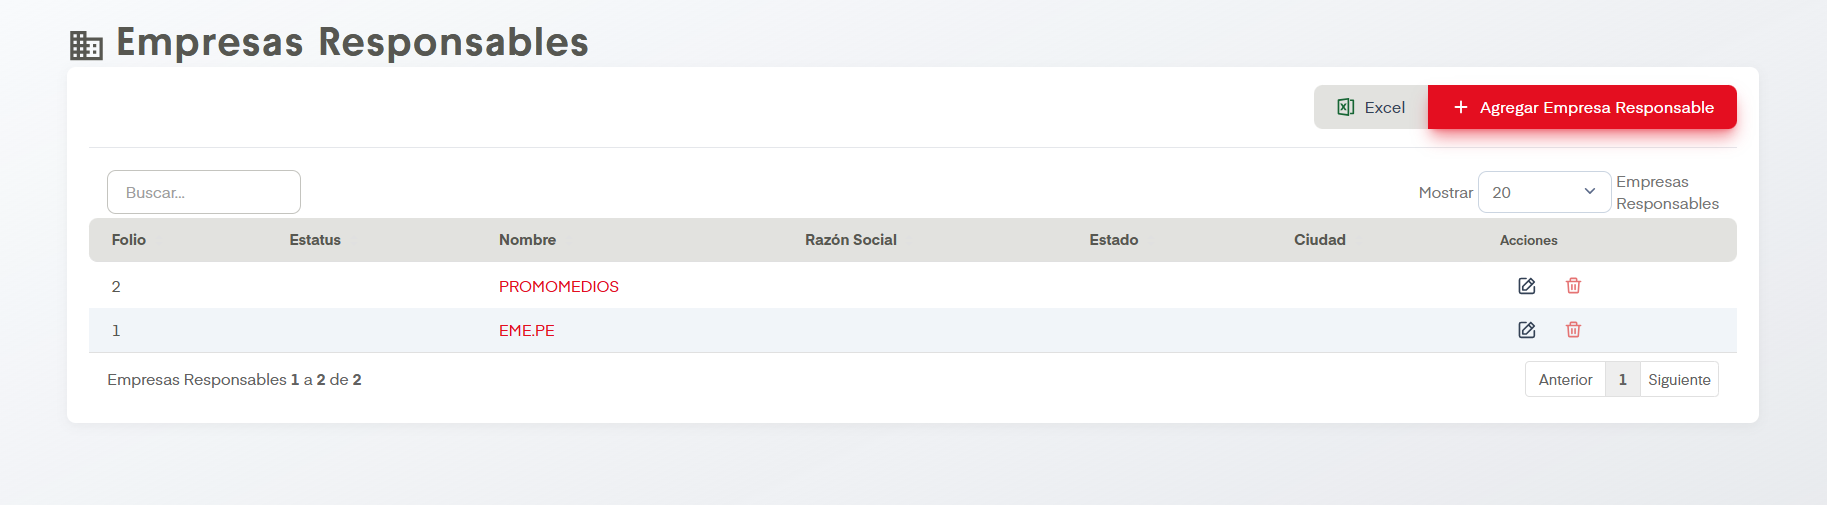 Empresas Responsables
Excel
Agregar Empresa Responsable
Buscar...
Mostrar 20 Empresas Responsables
Folio Estatus Nombre Razón Social Estado Ciudad Acciones
2 PROMOMEDIOS
1 EME.PE
Empresas Responsables 1 a 2 de 2
Anterior 1 Siguiente